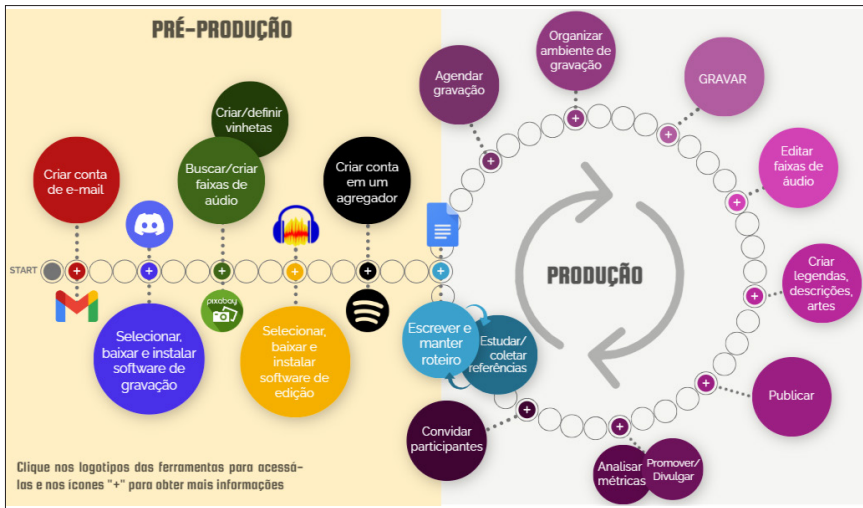 PRÉ-PRODUÇÃO
Criar/definir
vinhetas
Criar conta
de e-mail
Buscar/criar
faixas de
aúdio
Criar conta
em um
agregador
START
pixabay
Selecionar,
baixar e instalar
software de
gravação
Selecionar,
baixar e
instalar
software de
edição
Clique nos logotipos das ferramentas para acessá-
las e nos ícones "+" para obter mais informações
Organizar
ambiente de
gravação
Agendar
gravação
GRAVAR
Editar
faixas de
áudio
PRODUÇÃO
Criar
legendas,
descrições,
artes
Escrever e
manter
roteiro
Estudar/
coletar
referências
Publicar
Convidar
participantes
Analisar
métricas
Promover/
Divulgar